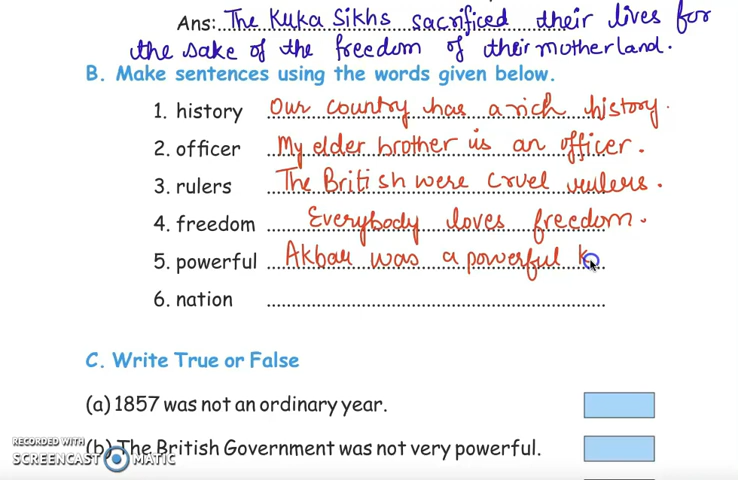 Ans: The Kuka Sikhs sacrificed their lives for
the sake of the freedom of their motherland.
B. Make sentences using the words given below.
1. history Our country has a rich history.
2. officer My elder brother is an officer.
3. rulers The British were cruel rulers.
4. freedom Everybody loves freedom.
5. powerful Akbar was a powerful k
6. nation
C. Write True or False
(a) 1857 was not an ordinary year.
(b) The British Government was not very powerful.
RECORDED WITH
SCREENCAST MATIC